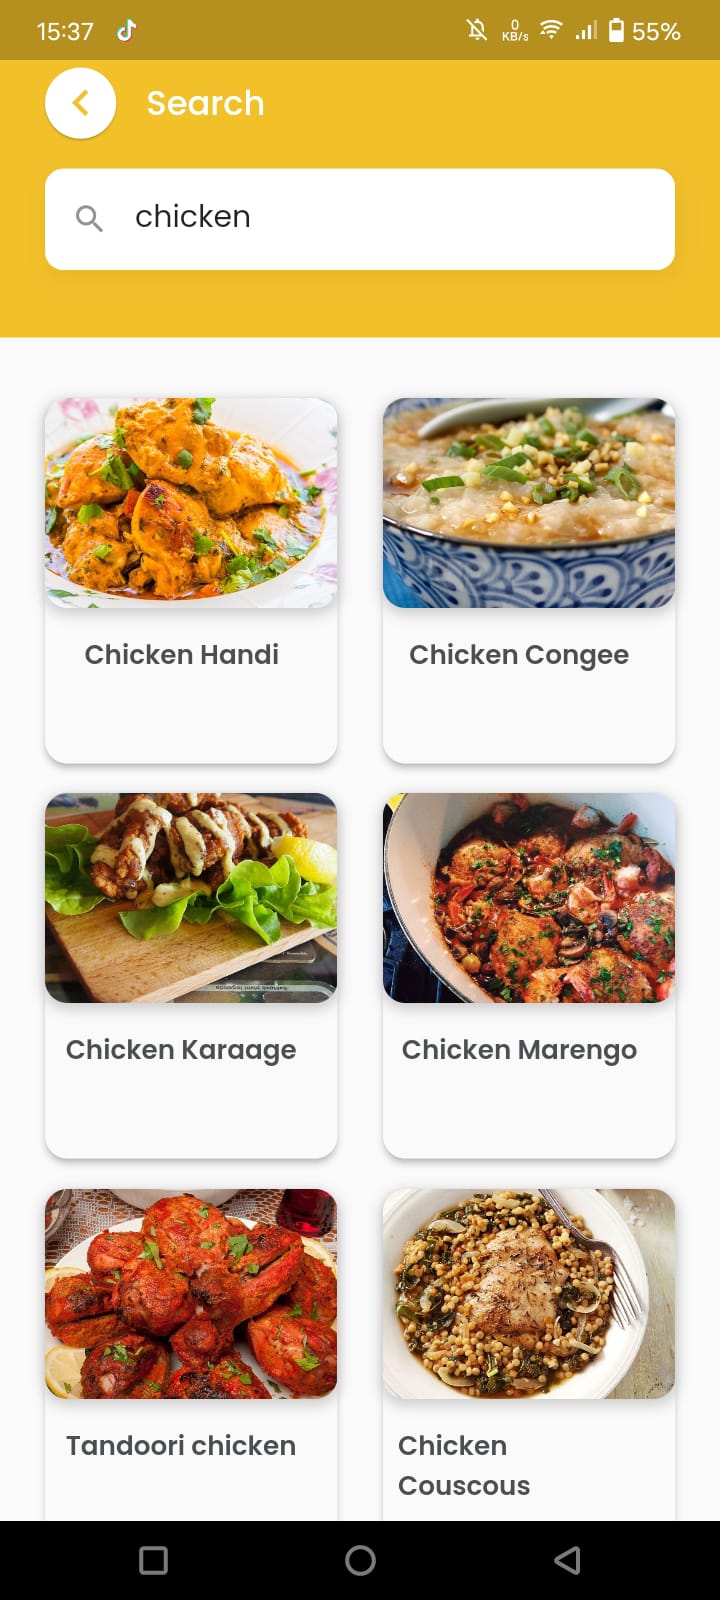 15:37
0
KB/s
55%
Search
chicken
Chicken Handi
Chicken Congee
Chicken Karaage
Chicken Marengo
Tandoori chicken
Chicken
Couscous